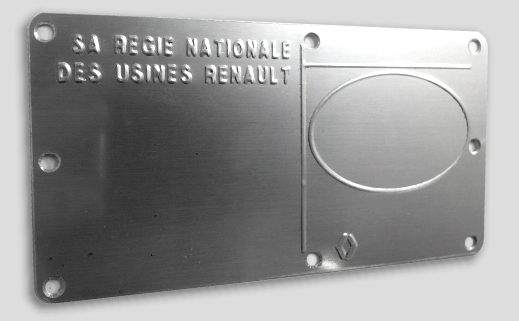 SA REGIE NATIONALE
DES USINES RENAULT